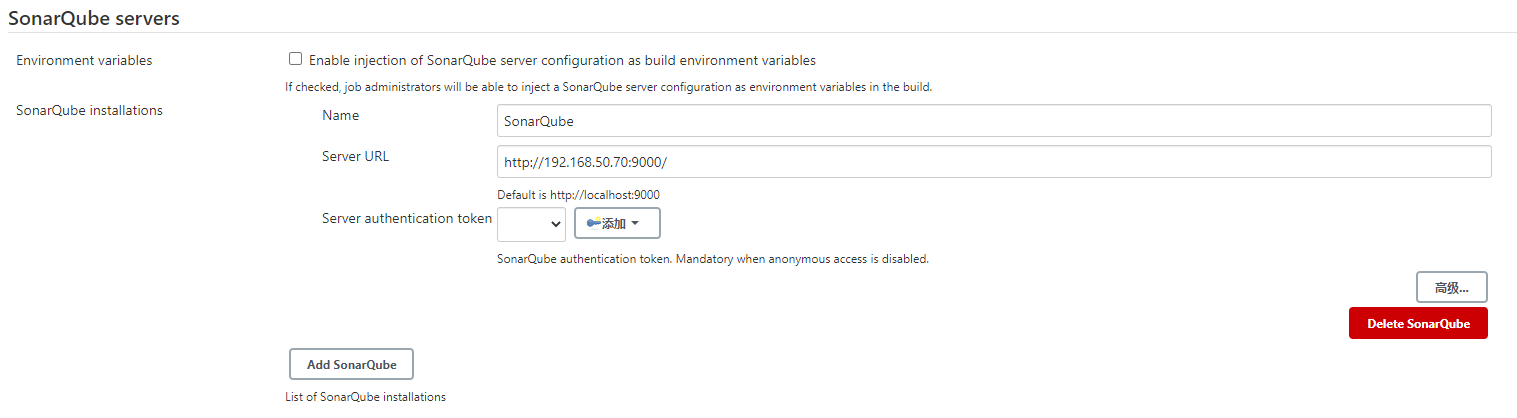 SonarQube servers
Environment variables
Enable injection of SonarQube server configuration as build environment variables
If checked, job administrators will be able to inject a SonarQube server configuration as environment variables in the build.
SonarQube installations
Name
SonarQube
Server URL
http://192.168.50.70:9000/
Default is http://localhost:9000
Server authentication token
添加
SonarQube authentication token. Mandatory when anonymous access is disabled.
高级...
Delete SonarQube
Add SonarQube
List of SonarQube installations